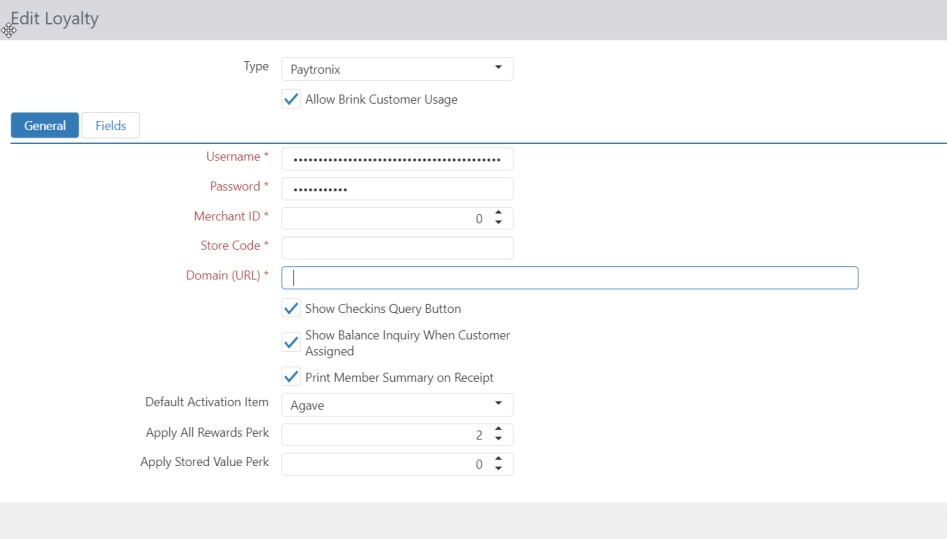 Edit Loyalty
Type
Paytronix
Allow Brink Customer Usage
General
Fields
Username *
••••••••••••••••••••••••••••••••••••••••••
Password *
•••••••••••
Merchant ID *
0
Store Code *
Domain (URL) *
Show Checkins Query Button
Show Balance Inquiry When Customer
Assigned
Print Member Summary on Receipt
Default Activation Item
Agave
Apply All Rewards Perk
2
Apply Stored Value Perk
0